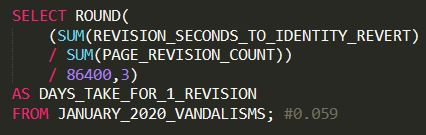 SELECT ROUND(
(SUM(REVISION_SECONDS_TO_IDENTITY_REVERT)
/ SUM(PAGE_REVISION_COUNT))
/ 86400,3)
AS DAYS_TAKE_FOR_1_REVISION
FROM JANUARY_2020_VANDALISMS; #0.059